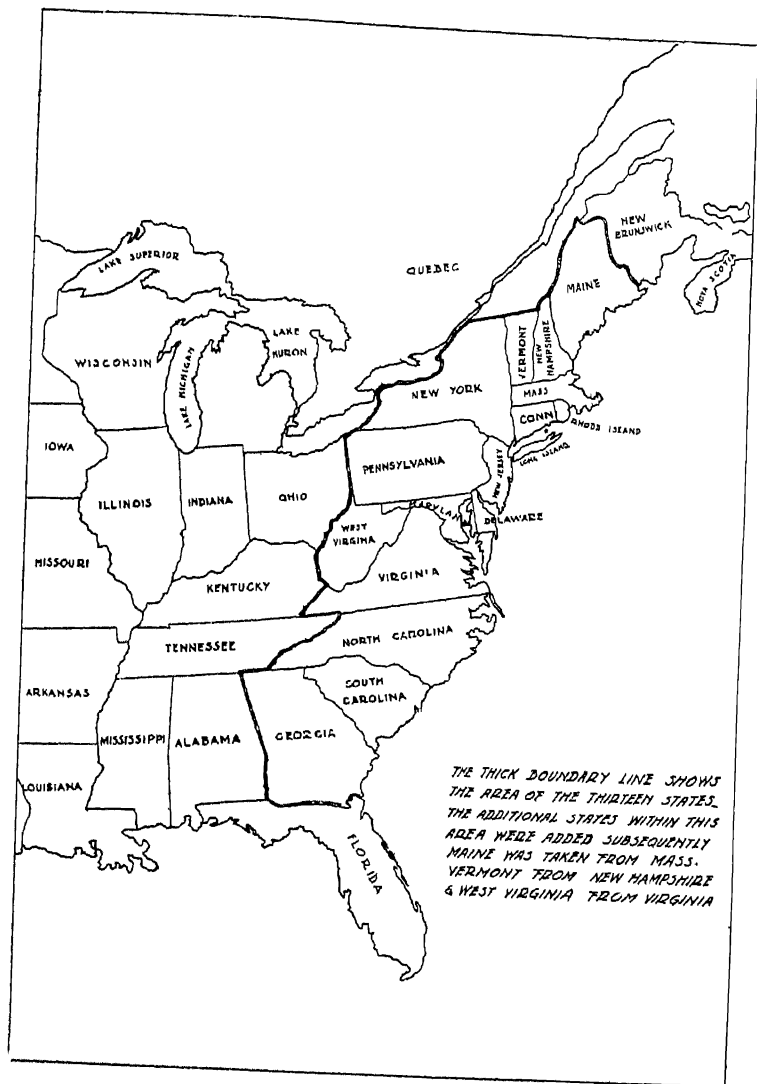 NEW
BRUNSWICK
LAKE SUPERIOR
QUEBEC
NOVA SCOTIA
MAINE
LAKE
HURON
WISCONSIN
LAKE MICHIGAN
VERMONT
NEW
HAMPSHIRE
NEW YORK
MASS
CONN
RHODE ISLAND
IOWA
LONG ISLAND
PENNSYLVANIA
NEW JERSEY
ILLINOIS
INDIANA
OHIO
MARYLAND
DELAWARE
WEST
VIRGINIA
MISSOURI
VIRGINIA
KENTUCKY
TENNESSEE
NORTH CAROLINA
ARKANSAS
SOUTH
CAROLINA
MISSISSIPPI
ALABAMA
GEORGIA
LOUISIANA
FLORIDA
THE THICK BOUNDARY LINE SHOWS
THE AREA OF THE THIRTEEN STATES_
THE ADDITIONAL STATES WITHIN THIS
AREA WERE ADDED SUBSEQUENTLY
MAINE WAS TAKEN FROM MASS.
VERMONT FROM NEW HAMPSHIRE
& WEST VIRGINIA FROM VIRGINIA